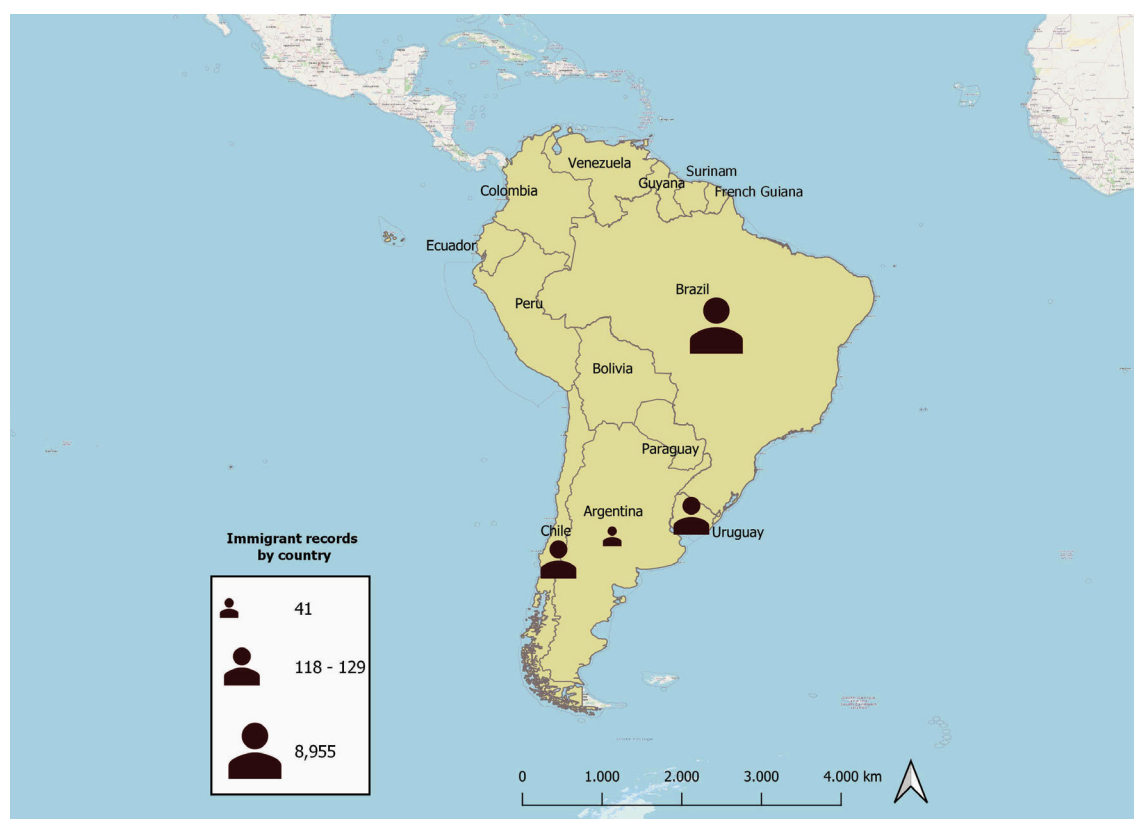 Venezuela
Surinam
Guyana
French Guiana
Colombia
Ecuador
Brazil
Peru
Bolivia
Paraguay
Argentina
Chile
Uruguay
Immigrant records
by country
41
118 - 129
8,955
0 1.000 2.000 3.000 4.000 km